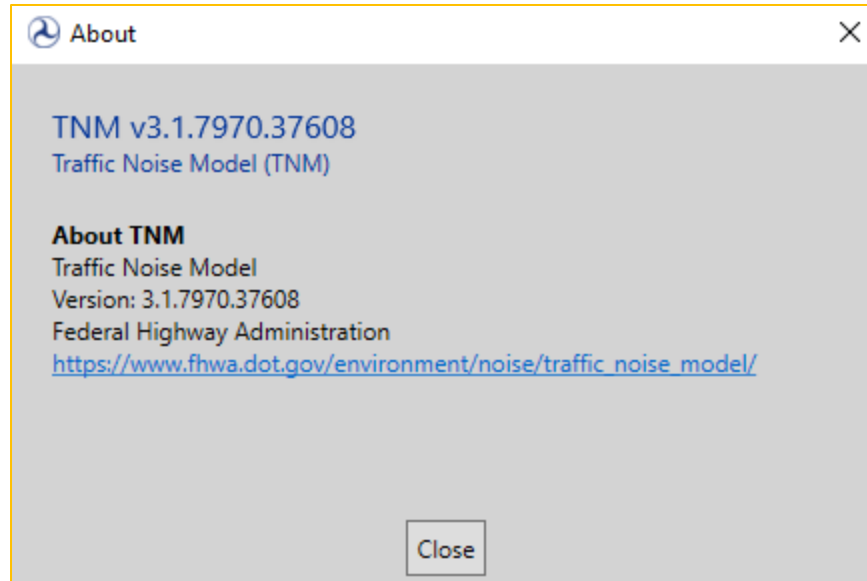 About
TNM v3.1.7970.37608
Traffic Noise Model (TNM)
About TNM
Traffic Noise Model
Version: 3.1.7970.37608
Federal Highway Administration
https://www.fhwa.dot.gov/environment/noise/traffic_noise_model/
Close